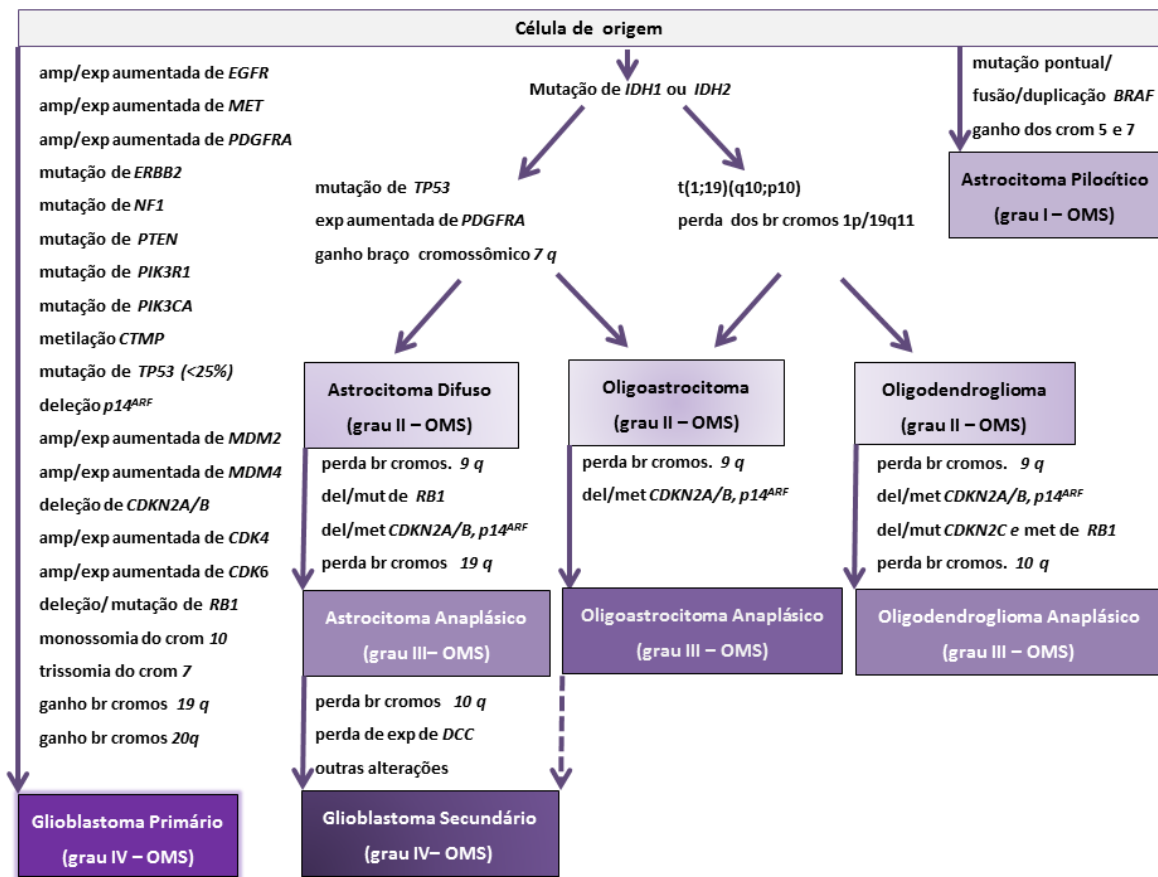 Célula de origem
amp/exp aumentada de EGFR
amp/exp aumentada de MET
amp/exp aumentada de PDGFRA
mutação de ERBB2
mutação de NF1
mutação de PTEN
mutação de PIK3R1
mutação de PIK3CA
metilação CTMP
mutação de TP53 (<25%)
deleção p14ARF
amp/exp aumentada de MDM2
amp/exp aumentada de MDM4
deleção de CDKN2A/B
amp/exp aumentada de CDK4
amp/exp aumentada de CDK6
deleção/ mutação de RB1
monossomia do crom 10
trissomia do crom 7
ganho br cromos 19 q
ganho br cromos 20q
Glioblastoma Primário
(grau IV – OMS)
Mutação de IDH1 ou IDH2
mutação de TP53
exp aumentada de PDGFRA
ganho braço cromossômico 7 q
t(1;19)(q10;p10)
perda dos br cromos 1p/19q11
mutação pontual/
fusão/duplicação BRAF
ganho dos crom 5 e 7
Astrocitoma Pilocítico
(grau I – OMS)
Astrocitoma Difuso
(grau II – OMS)
perda br cromos. 9 q
del/mut de RB1
del/met CDKN2A/B, p14ARF
perda br cromos 19 q
Astrocitoma Anaplásico
(grau III– OMS)
perda br cromos 10 q
perda de exp de DCC
outras alterações
Glioblastoma Secundário
(grau IV– OMS)
Oligoastrocitoma
(grau II – OMS)
perda br cromos. 9 q
del/met CDKN2A/B, p14ARF
Oligoastrocitoma Anaplásico
(grau III – OMS)
Oligodendroglioma
(grau II – OMS)
perda br cromos. 9 q
del/met CDKN2A/B, p14ARF
del/mut CDKN2C e met de RB1
perda br cromos. 10 q
Oligodendroglioma Anaplásico
(grau III – OMS)